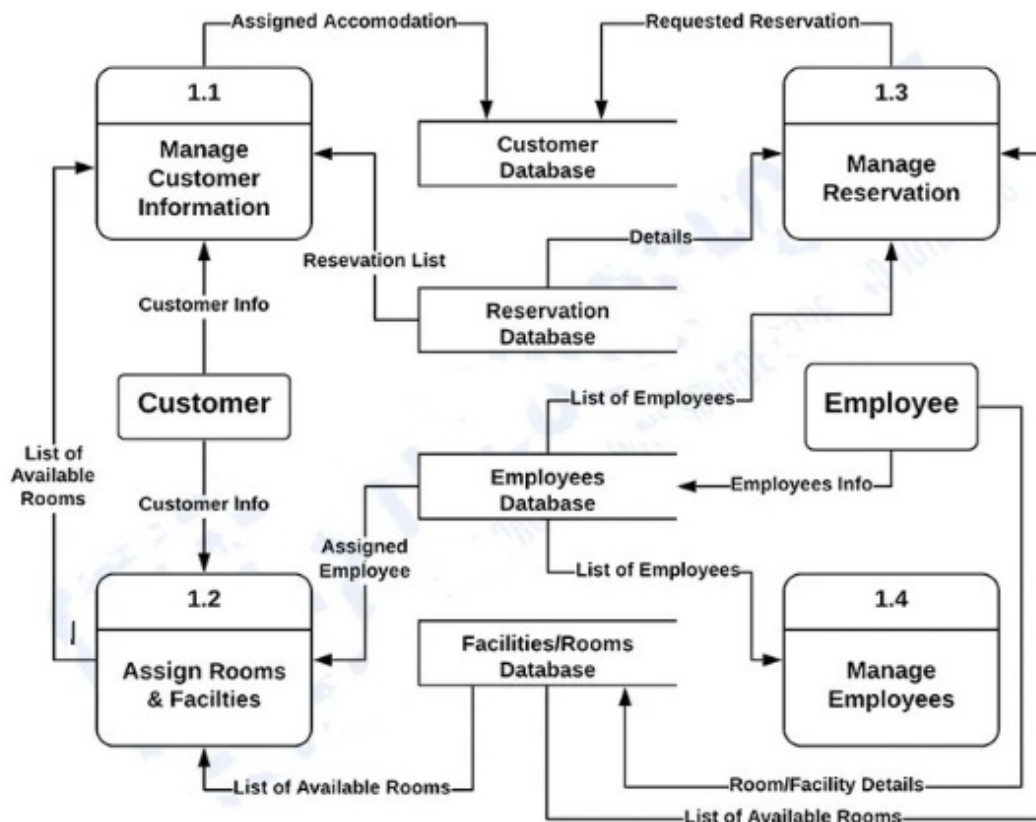 Assigned Accomodation
Requested Reservation
1.1
Manage
Customer
Information
Customer
Database
1.3
Manage
Reservation
Details
Resevation List
Reservation
Database
Customer Info
Customer
List of Employees
Employee
List of
Available
Rooms
Customer Info
Employees
Database
Employees Info
Assigned
Employee
List of Employees
1.2
Assign Rooms
& Facilties
Facilities/Rooms
Database
1.4
Manage
Employees
List of Available Rooms
Room/Facility Details
List of Available Rooms